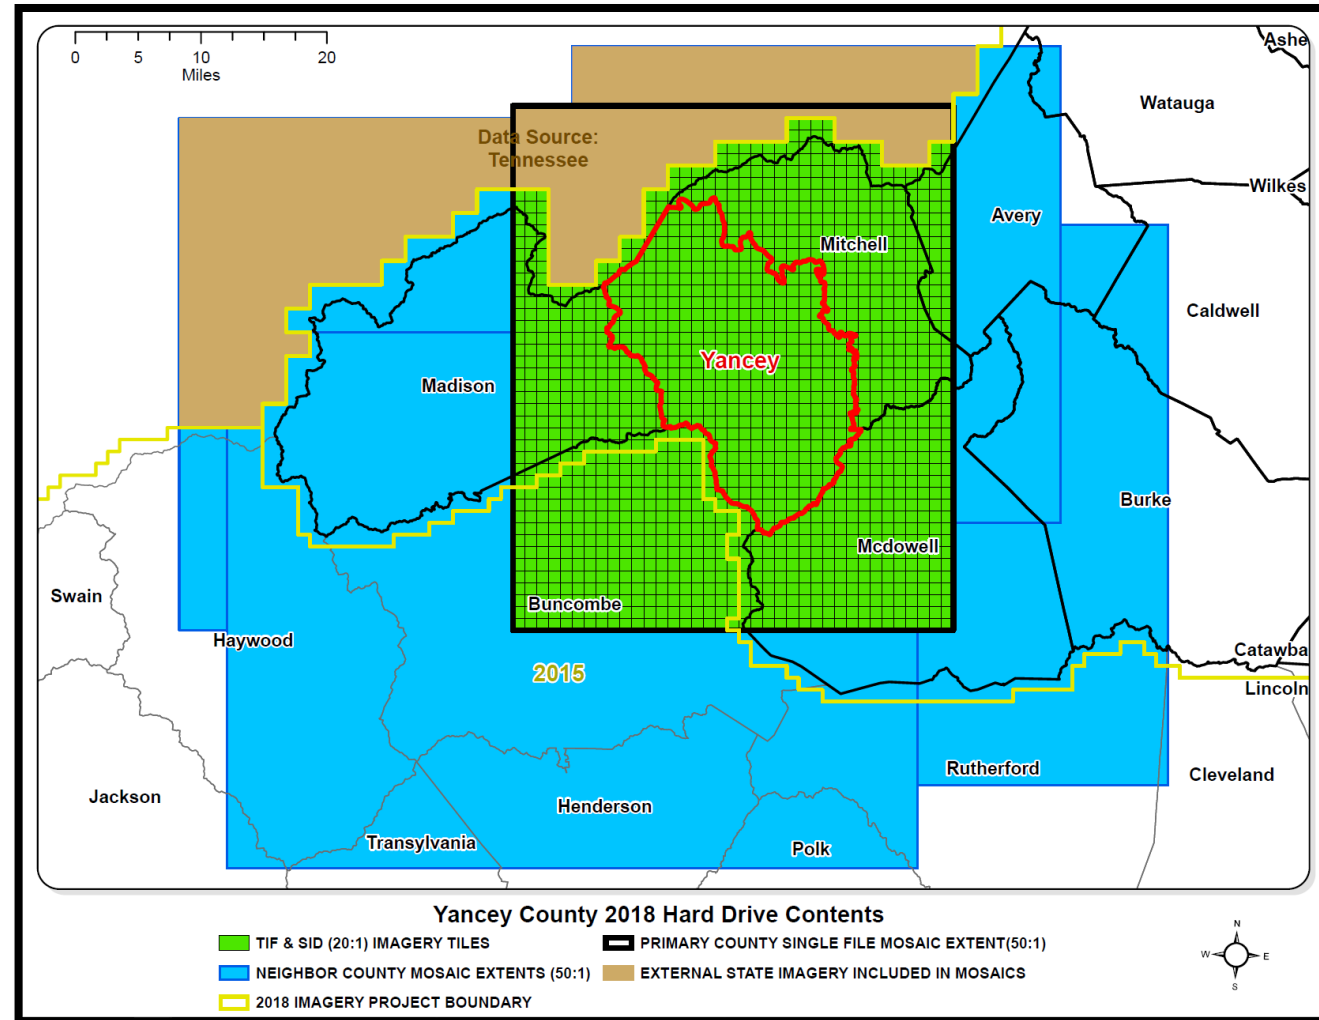 Ashe
0 5 10 20
Miles
Watauga
Data Source:
Tennessee
Wilkes
Avery
Mitchell
Caldwell
Yancey
Madison
Burke
Mcdowell
Swain
Buncombe
Haywood
Catawba
2015
Lincoln
Rutherford
Cleveland
Jackson
Henderson
Transylvania
Polk
Yancey County 2018 Hard Drive Contents
TIF & SID (20:1) IMAGERY TILES
PRIMARY COUNTY SINGLE FILE MOSAIC EXTENT(50:1)
NEIGHBOR COUNTY MOSAIC EXTENTS (50:1)
EXTERNAL STATE IMAGERY INCLUDED IN MOSAICS
2018 IMAGERY PROJECT BOUNDARY
N
W E
S